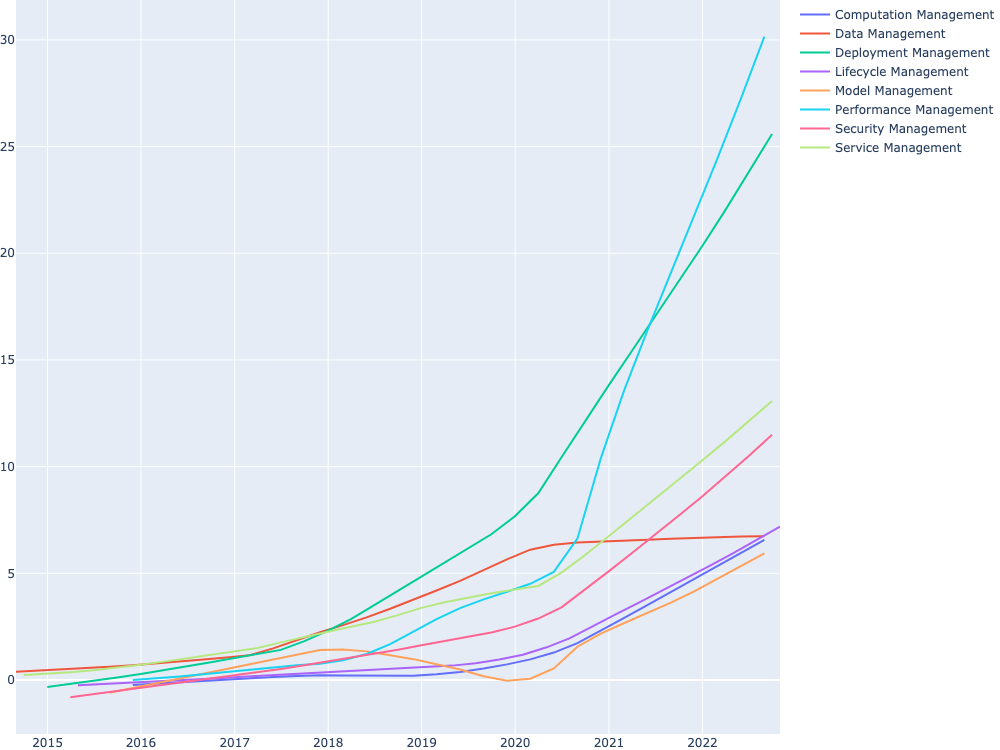 30
25
20
15
10
5
0
2015 2016 2017 2018 2019 2020 2021 2022
Computation Management
Data Management
Deployment Management
Lifecycle Management
Model Management
Performance Management
Security Management
Service Management